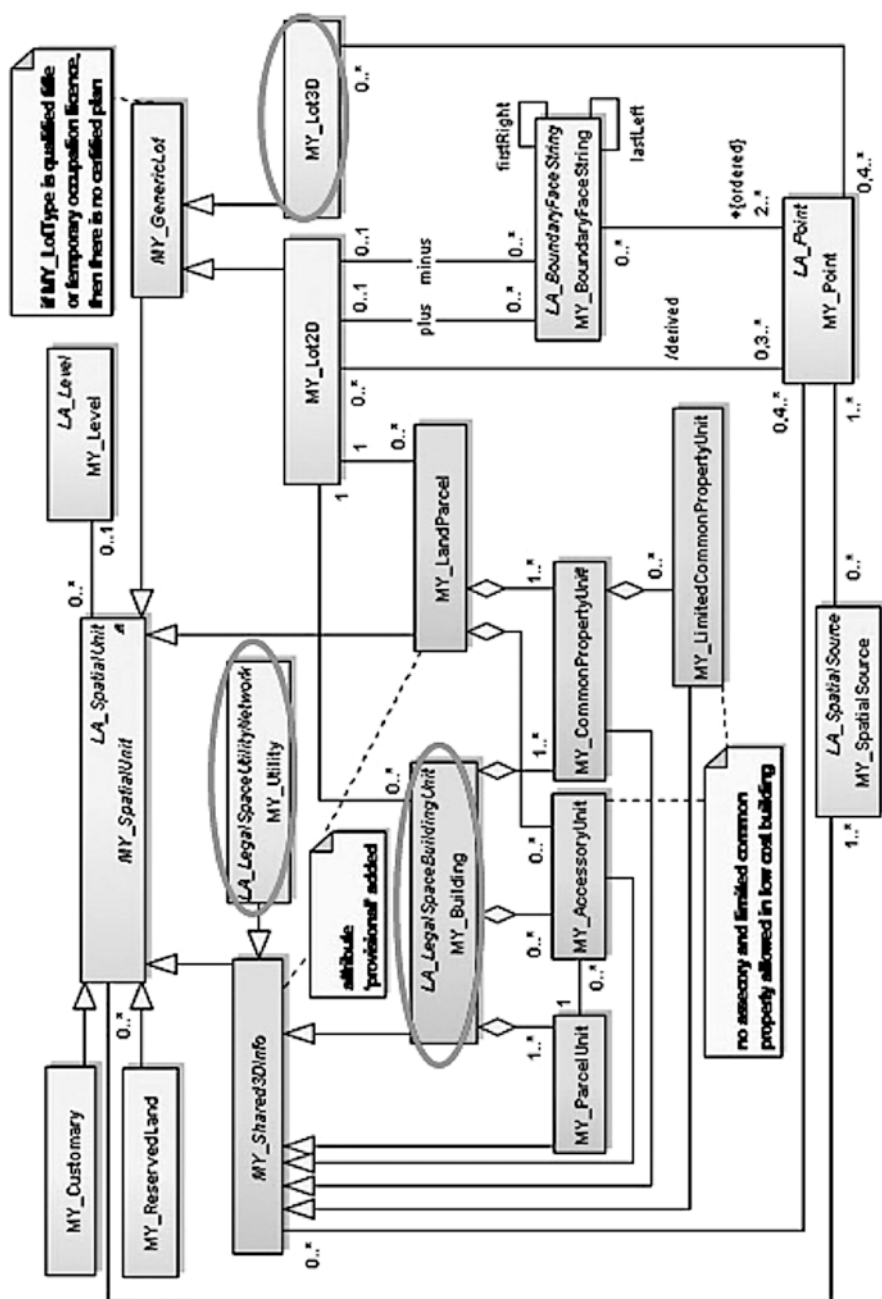 MY_Customary
MY_ReservedLand
LA_SpatialUnit
MY_SpatialUnit
LA_Level
MY_Level
if MY_LotType is qualified title
or temporary occupation licence,
then there is no certified plan
0..*
0..1
0..*
MY_GenericLot
MY_Shared3DInfo
LA_LegalSpaceUtilityNetwork
MY_Utility
0..*
attribute
'provisional' added
MY_Lot2D
MY_Lot3D
1
1
0..*
0..1
0..1
0..*
plus
minus
0..*
0..*
0..*
0..*
LA_LegalSpaceBuildingUnit
MY_Building
MY_LandParcel
firstRight
LA_BoundaryFaceString
MY_BoundaryFaceString
lastLeft
1..*
0..*
0..*
1..*
1..*
0..*
MY_ParcelUnit
1
0..*
MY_AccessoryUnit
MY_CommonPropertyUnit
0..*
/derived
+{ordered}
2..*
no assecory and limited common
property allowed in low cost building
MY_LimitedCommonPropertyUnit
0,4..*
0,3..*
0,4..*
LA_Point
MY_Point
1..*
LA_SpatialSource
MY_SpatialSource
0..*
1..*